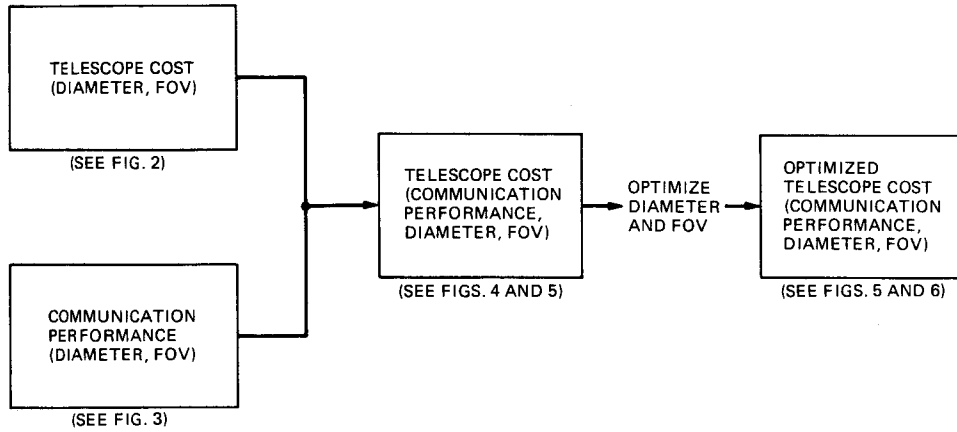 TELESCOPE COST
(DIAMETER, FOV)
(SEE FIG. 2)
COMMUNICATION
PERFORMANCE
(DIAMETER, FOV)
(SEE FIG. 3)
TELESCOPE COST
(COMMUNICATION
PERFORMANCE,
DIAMETER, FOV)
(SEE FIGS. 4 AND 5)
OPTIMIZE
DIAMETER
AND FOV
OPTIMIZED
TELESCOPE COST
(COMMUNICATION
PERFORMANCE,
DIAMETER, FOV)
(SEE FIGS. 5 AND 6)